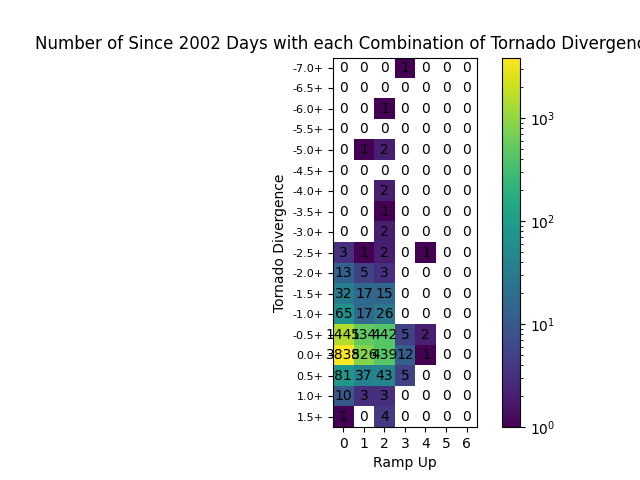 Number of Since 2002 Days with each Combination of Tornado Divergenc
-7.0+ 0 0 0 1 0 0 0
-6.5+ 0 0 0 0 0 0 0
-6.0+ 0 0 1 0 0 0 0
-5.5+ 0 0 0 0 0 0 0
-5.0+ 0 1 2 0 0 0 0
-4.5+ 0 0 0 0 0 0 0
-4.0+ 0 0 2 0 0 0 0
-3.5+ 0 0 1 0 0 0 0
-3.0+ 0 0 2 0 0 0 0
-2.5+ 3 1 2 0 1 0 0
-2.0+ 13 5 3 0 0 0 0
-1.5+ 32 17 15 0 0 0 0
-1.0+ 65 17 26 0 0 0 0
-0.5+ 442 5 2 0 0
0.0+ 439 12 1 0 0
0.5+ 81 37 43 5 0 0 0
1.0+ 10 3 3 0 0 0 0
1.5+ 1 0 4 0 0 0 0
0 1 2 3 4 5 6
Ramp Up
Tornado Divergence
10³
10²
10¹
10⁰